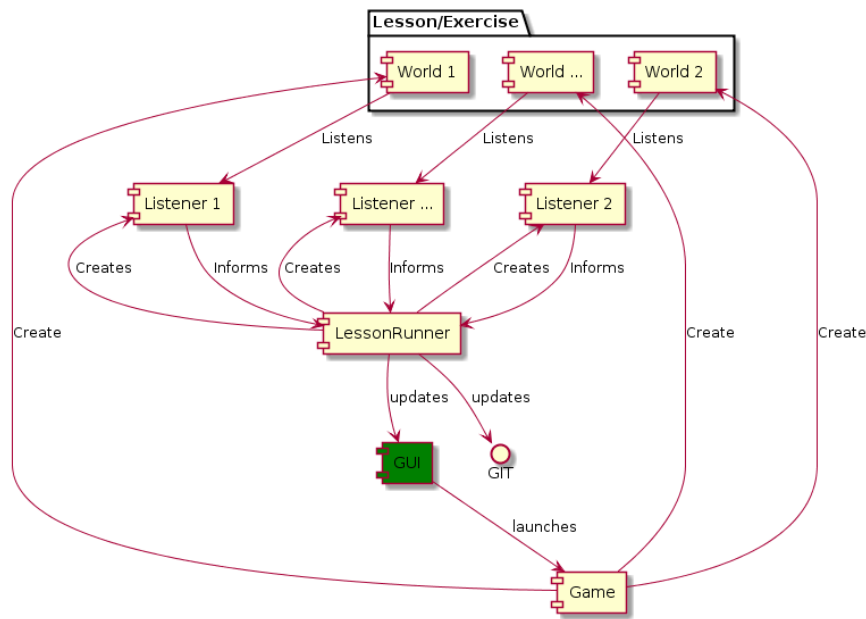 Lesson/Exercise
World 1
World ...
World 2
Listens
Listens
Listens
Listener 1
Listener ...
Listener 2
Creates
Informs
Creates
Informs
Creates
Informs
Create
LessonRunner
Create
Create
updates
updates
GUI
GIT
launches
Game